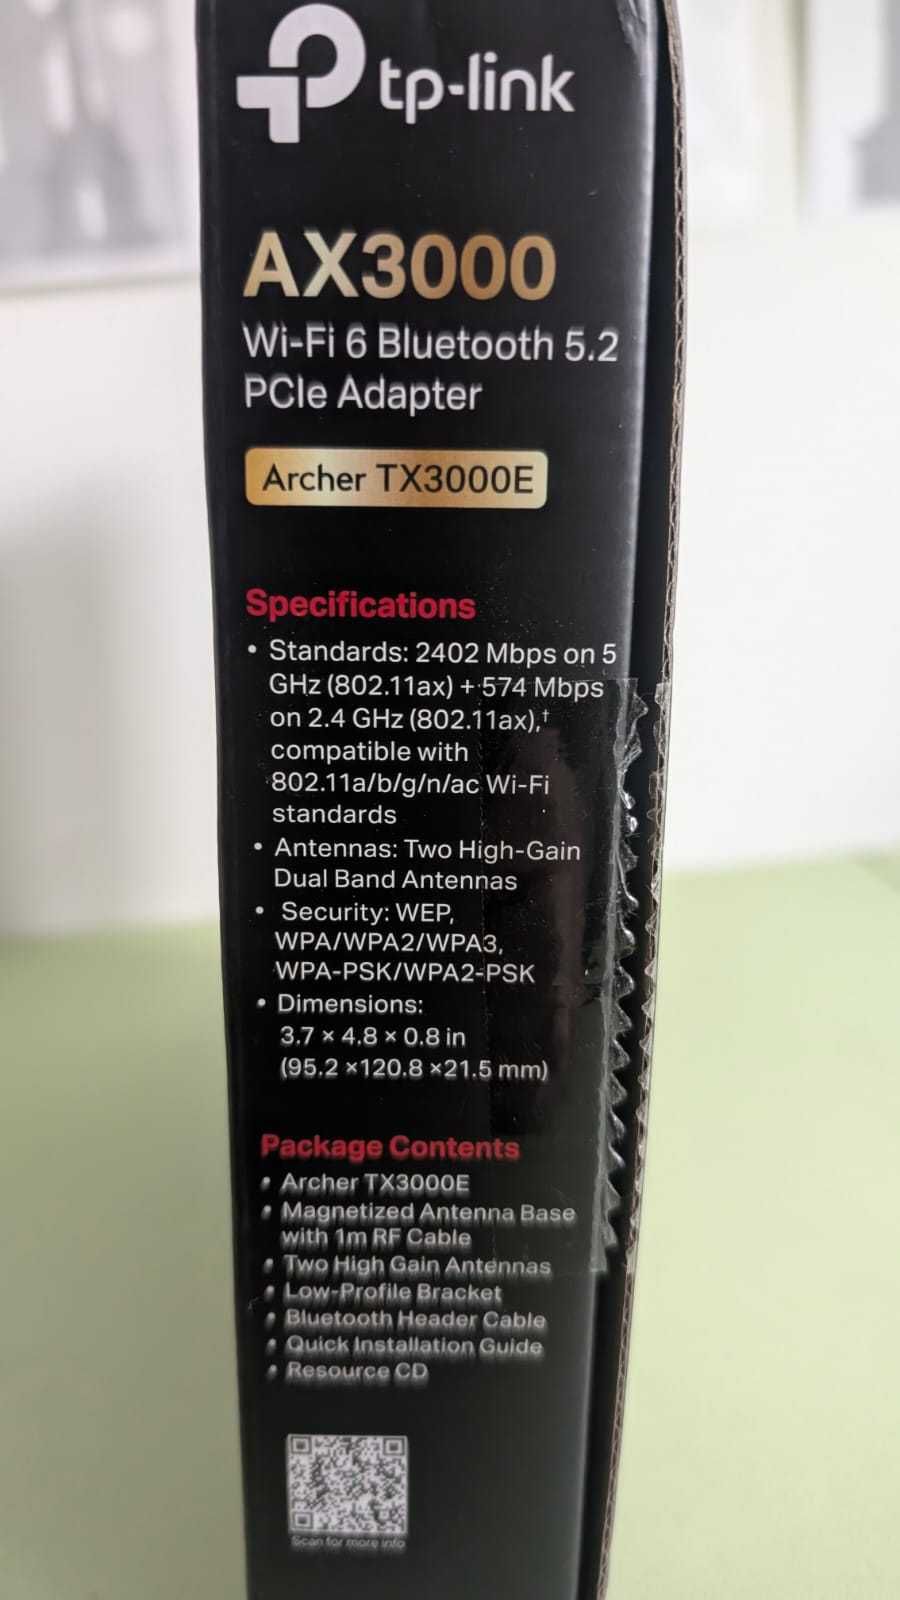 tp-link
AX3000
Wi-Fi 6 Bluetooth 5.2
PCIe Adapter
Archer TX3000E
Specifications
• Standards: 2402 Mbps on 5
GHz (802.11ax) + 574 Mbps
on 2.4 GHz (802.11ax),†
compatible with
802.11a/b/g/n/ac Wi-Fi
standards
• Antennas: Two High-Gain
Dual Band Antennas
• Security: WEP,
WPA/WPA2/WPA3,
WPA-PSK/WPA2-PSK
• Dimensions:
3.7 × 4.8 × 0.8 in
(95.2 ×120.8 ×21.5 mm)
Package Contents
• Archer TX3000E
• Magnetized Antenna Base
with 1m RF Cable
• Two High Gain Antennas
• Low-Profile Bracket
• Bluetooth Header Cable
• Quick Installation Guide
• Resource CD
Scan for more info